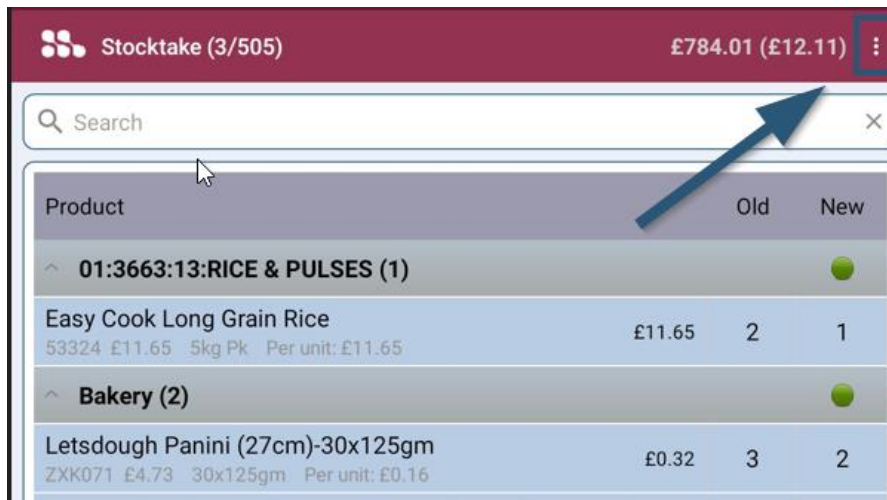 Stocktake (3/505) £784.01 (£12.11)
Search
Product Old New
01:3663:13:RICE & PULSES (1)
Easy Cook Long Grain Rice £11.65 2 1
53324 £11.65 5kg Pk Per unit: £11.65
Bakery (2)
Letsdough Panini (27cm)-30x125gm £0.32 3 2
ZXK071 £4.73 30x125gm Per unit: £0.16